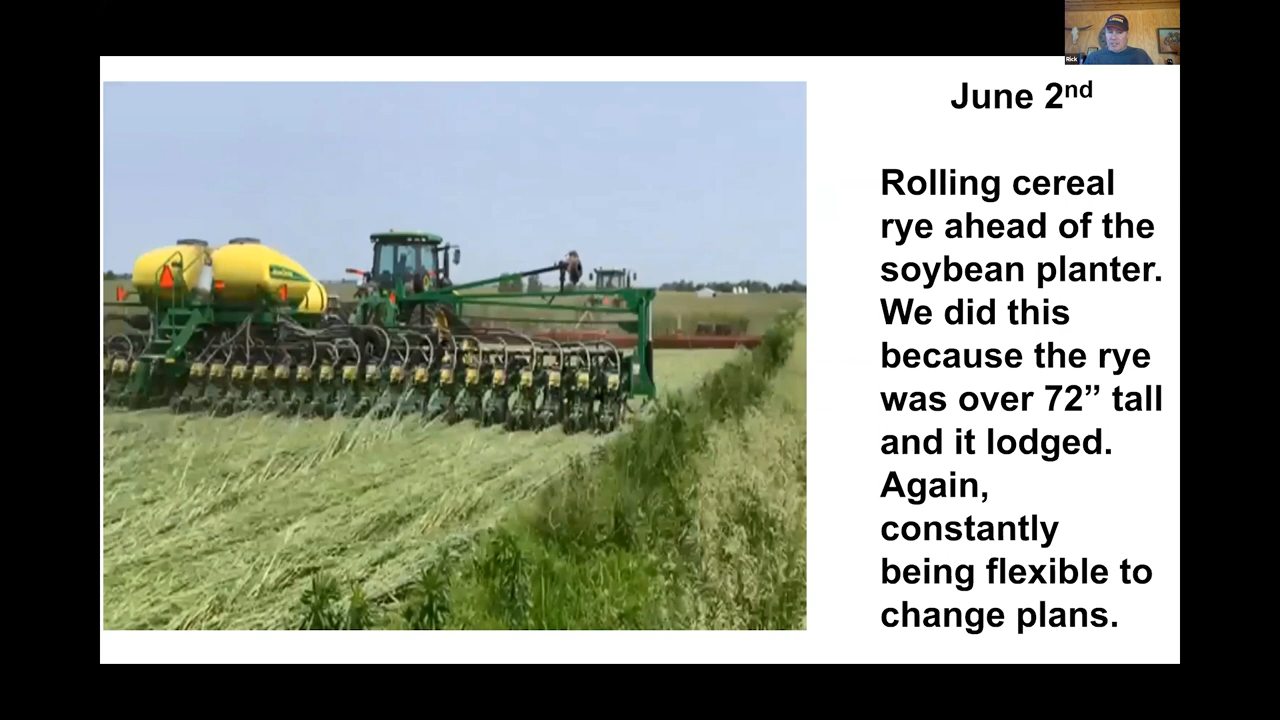 Rick
June 2nd
Rolling cereal
rye ahead of the
soybean planter.
We did this
because the rye
was over 72” tall
and it lodged.
Again,
constantly
being flexible to
change plans.